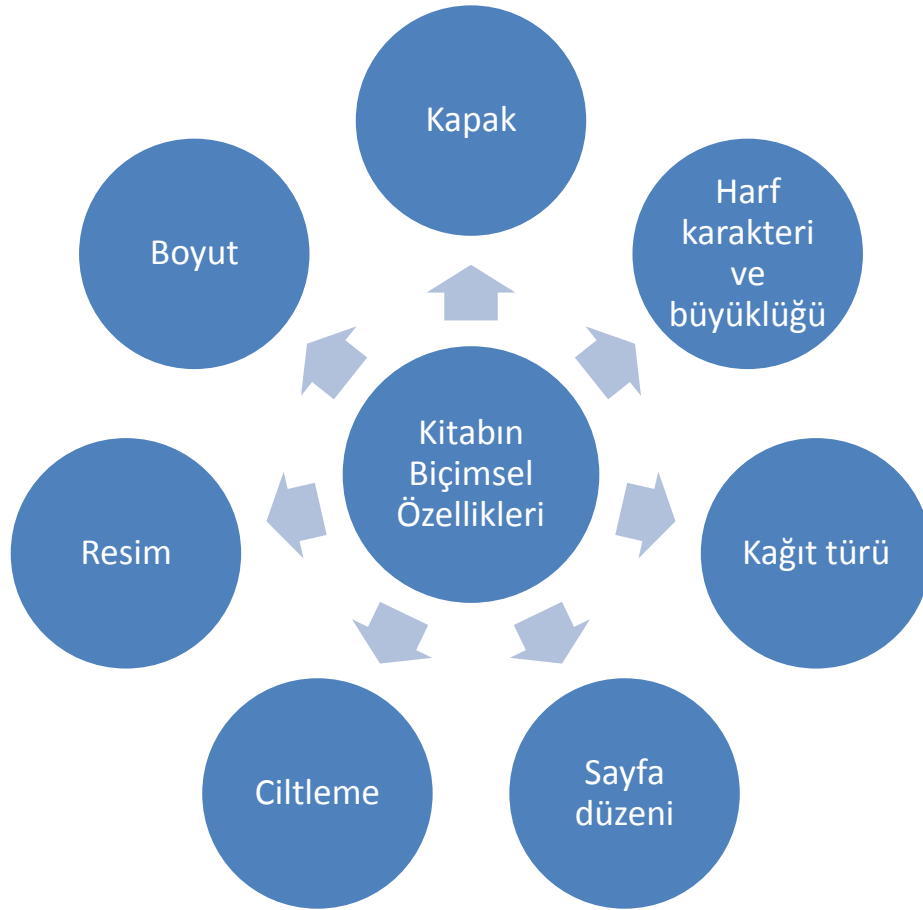 Kapak
Harf
karakteri
ve
büyüklüğü
Boyut
Kitabın
Biçimsel
Özellikleri
Resim
Kağıt türü
Ciltleme
Sayfa
düzeni